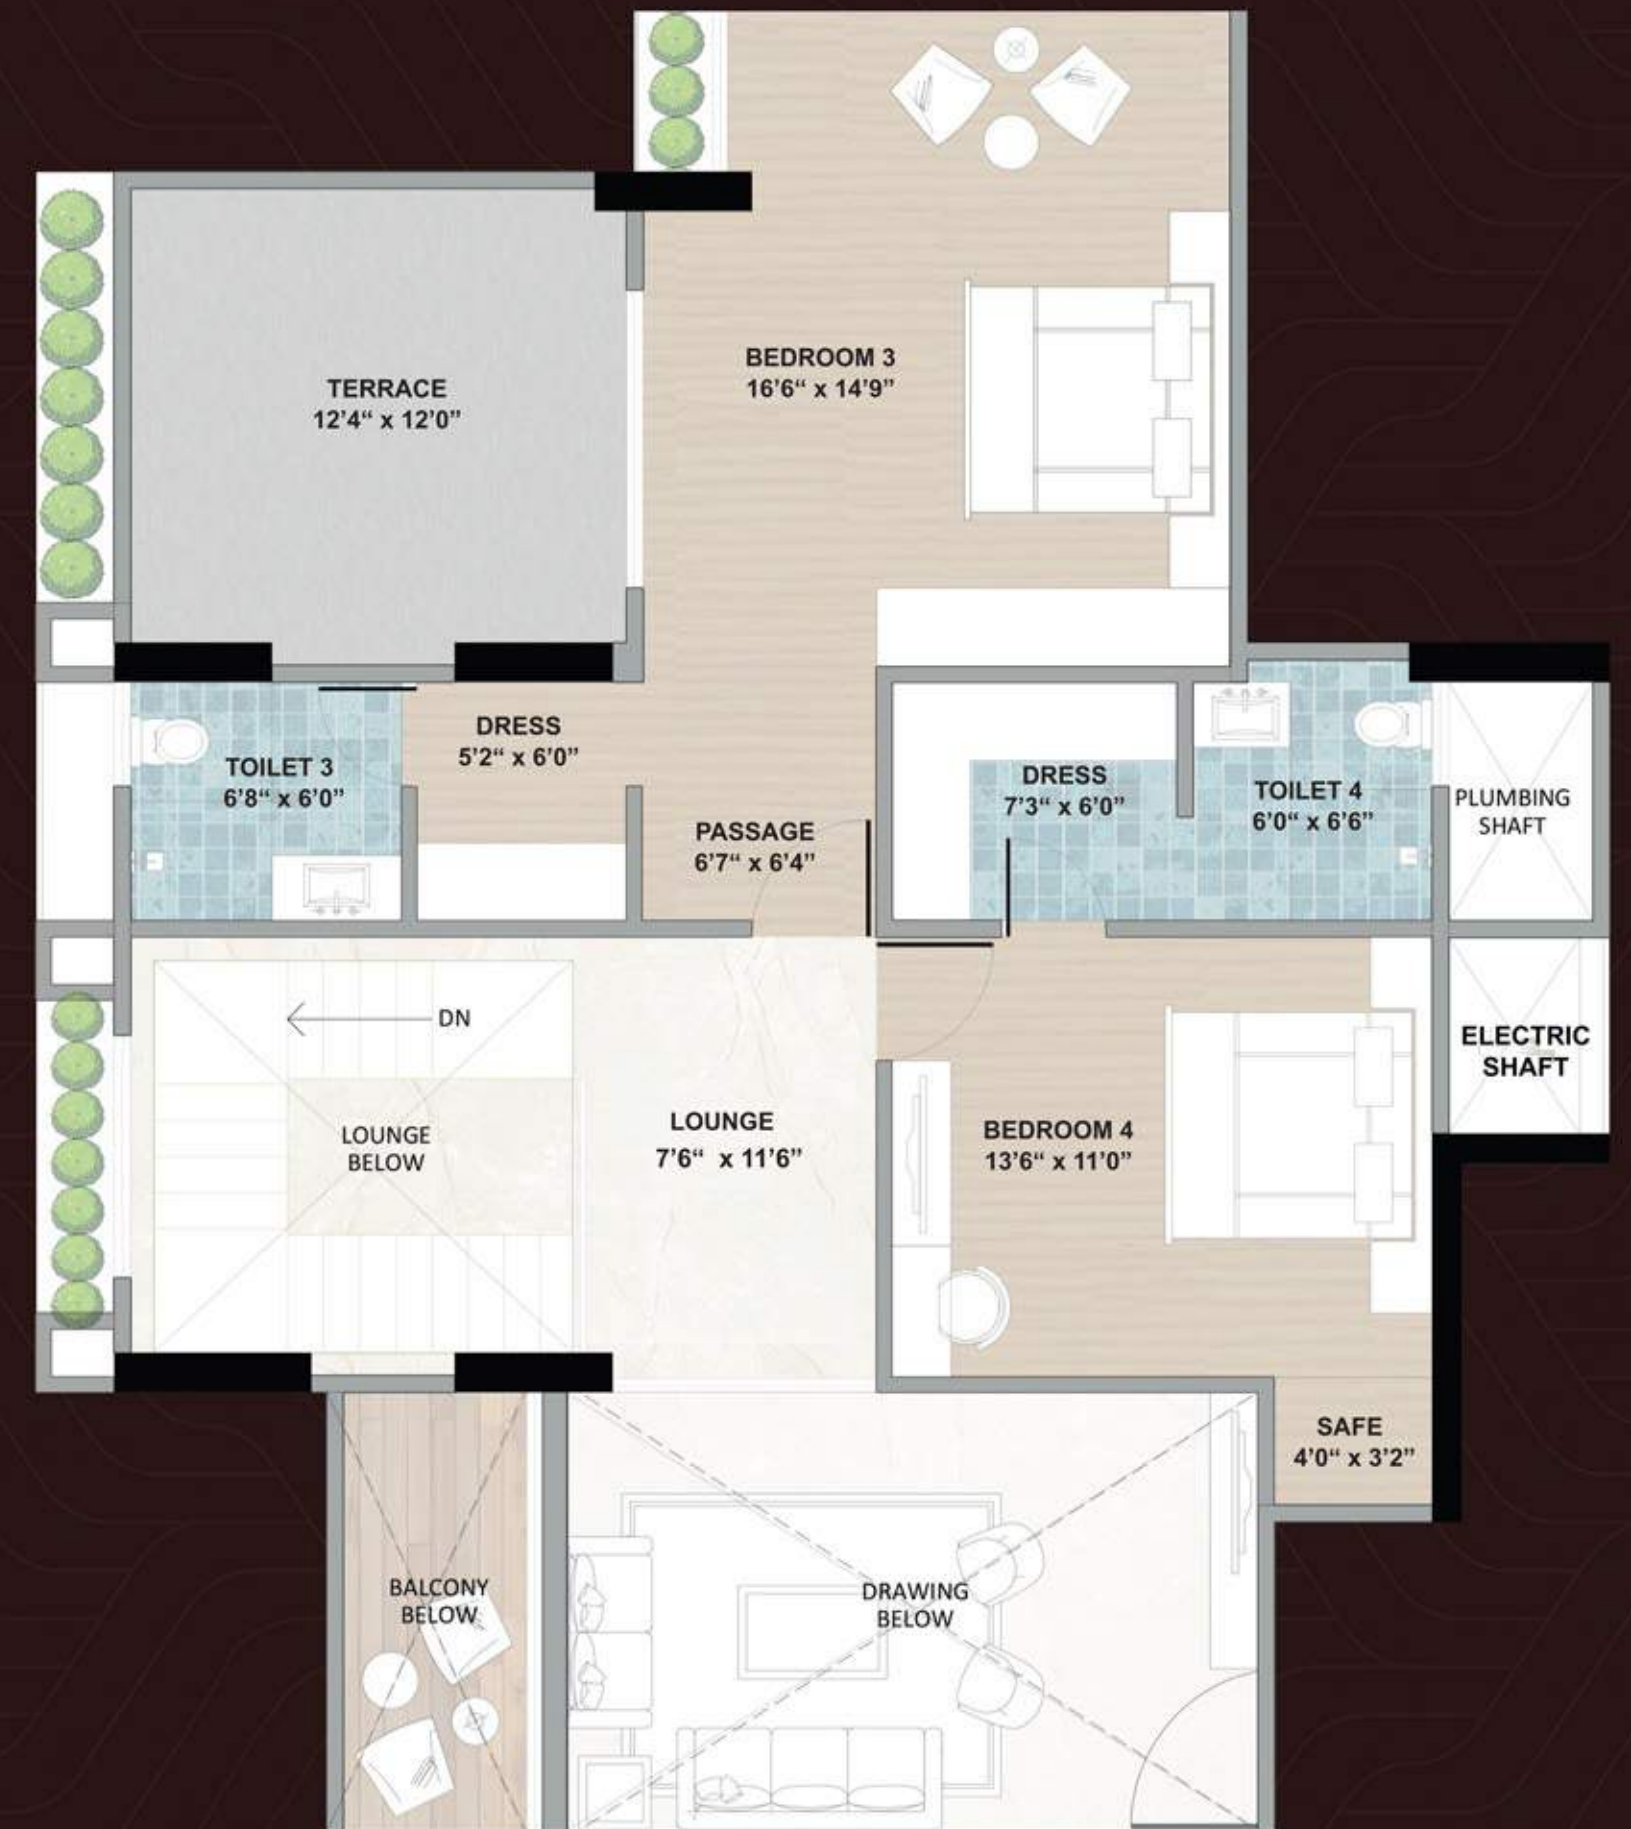 BEDROOM 3
16’6“ x 14’9”
TERRACE
12’4“ x 12’0”
DRESS
5’2“ x 6’0”
TOILET 3
6’8“ x 6’0”
PASSAGE
6’7“ x 6’4”
DRESS
7’3“ x 6’0”
TOILET 4
6’0“ x 6’6”
PLUMBING
SHAFT
DN
LOUNGE
BELOW
LOUNGE
7’6“ x 11’6”
BEDROOM 4
13’6“ x 11’0”
ELECTRIC
SHAFT
SAFE
4’0“ x 3’2”
BALCONY
BELOW
DRAWING
BELOW